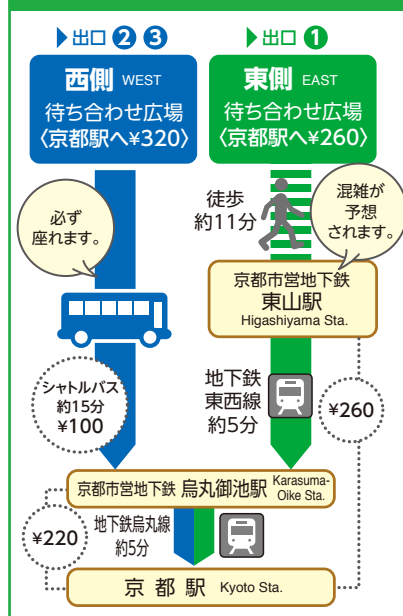 ▶出口 ❷ ❸
西側 WEST
待ち合わせ広場
〈京都駅へ¥320〉
▶出口 ❶
東側 EAST
待ち合わせ広場
〈京都駅へ¥260〉
必ず
座れます。
徒歩
約11分
混雑が
予想
されます。
京都市営地下鉄
東山駅
Higashiyama Sta.
シャトルバス
約15分
¥100
地下鉄
東西線
約5分
¥260
京都市営地下鉄 烏丸御池駅 Karasuma-
Oike Sta.
¥220
地下鉄烏丸線
約5分
京都駅 Kyoto Sta.